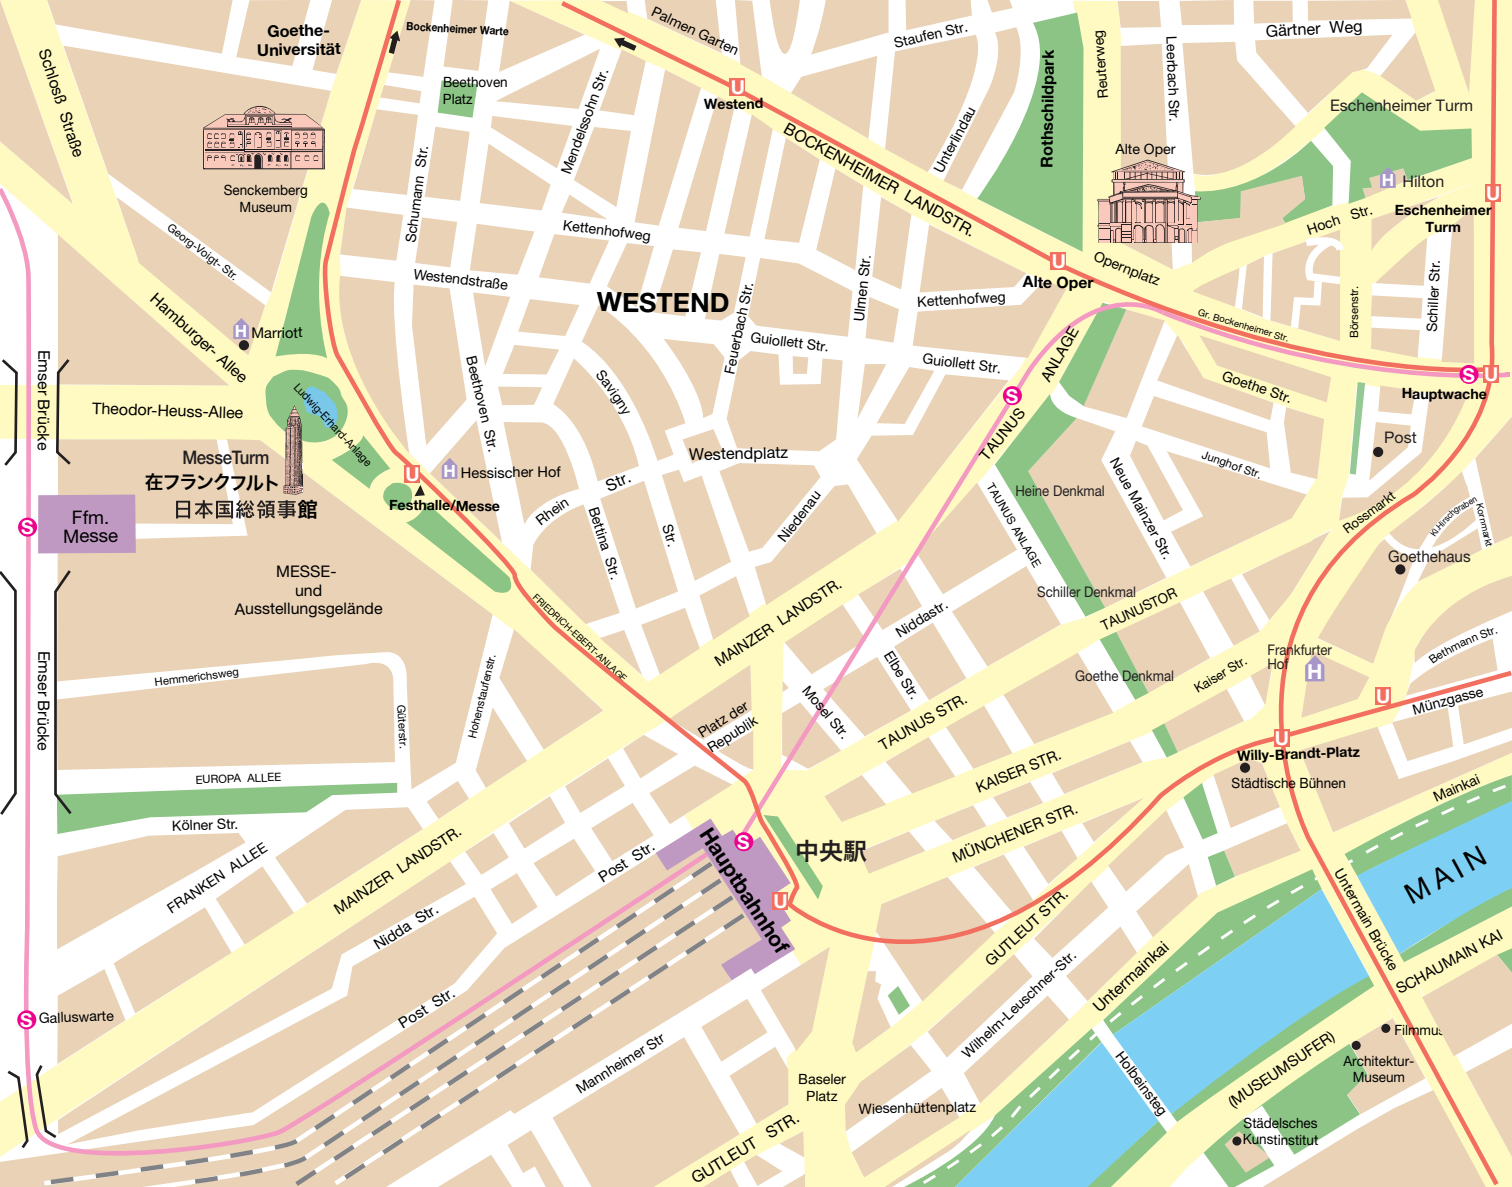 Goethe-
Universität
Bockenheimer Warte
Palmen Garten
Staufen Str.
Gärtner Weg
Schloß Straße
Beethoven
Platz
Mendelssohn Str.
U
Westend
Unterlindau
Rothschildpark
Reuterweg
Leerbach Str.
Eschenheimer Turm
BOCKENHEIMER LANDSTR.
Alte Oper
H
Hilton
U
Eschenheimer
Turm
Hoch Str.
Senckemberg
Museum
Georg-Voigt- Str.
Schumann Str.
Kettenhofweg
Westendstraße
WESTEND
Feuerbach Str.
Ulmen Str.
Kettenhofweg
U
Alte Oper
Opernplatz
Gr. Bockenheimer Str.
Börsenstr.
Schiller Str.
Hamburger- Allee
H
Marriott
Guiollett Str.
Guiollett Str.
TAUNUS ANLAGE
S
Goethe Str.
S
U
Hauptwache
Emser Brücke
Theodor-Heuss-Allee
Ludwig-Erhard-Anlage
Beethoven Str.
Savigny
Westendplatz
Post
Junghof Str.
MesseTurm
在フランクフルト
日本国総領事館
U
H
Hessischer Hof
Festhalle/Messe
Rhein Str.
Bettina Str.
Str.
Niedenau
TAUNUS ANLAGE
Heine Denkmal
Neue Mainzer Str.
Rossmarkt
Kl.Hirschgraben
Kornmarkt
S
Ffm.
Messe
Goethehaus
MESSE-
und
Ausstellungsgelände
FRIEDRICH-EBERT-ANLAGE
MAINZER LANDSTR.
Niddastr.
Schiller Denkmal
TAUNUSTOR
Emser Brücke
Hemmerichsweg
Güterstr.
Hohenstaufenstr.
Elbe Str.
Goethe Denkmal
Kaiser Str.
Frankfurter
Hof
H
Bethmann Str.
Platz der
Republik
Mosel Str.
TAUNUS STR.
U
Münzgasse
U
Willy-Brandt-Platz
Städtische Bühnen
EUROPA ALLEE
KAISER STR.
Mainkai
Kölner Str.
MÜNCHENER STR.
FRANKEN ALLEE
MAINZER LANDSTR.
Post Str.
S
Hauptbahnhof
中央駅
U
MAIN
Untermain Brücke
Nidda Str.
GUTLEUT STR.
Untermainkai
SCHAUMAIN KAI
Post Str.
Wilhelm-Leuschner-Str.
S
Galluswarte
Filmmus
Mannheimer Str
Holbeinsteg
(MUSEUMSUFER)
Architektur-
Museum
Baseler
Platz
Wiesenhüttenplatz
GUTLEUT STR.
Städelsches
Kunstinstitut